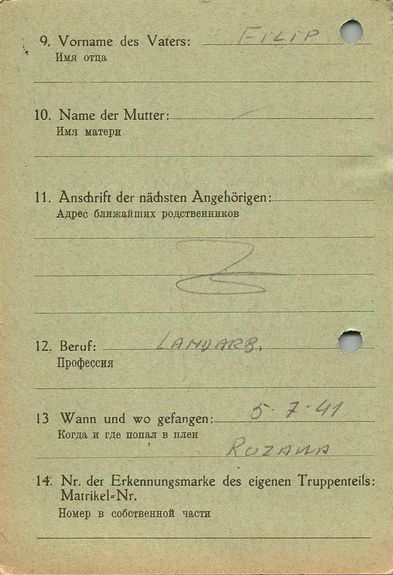 9. Vorname des Vaters: FILIP
Имя отца
10. Name der Mutter:
Имя матери
11. Anschrift der nächsten Angehörigen:
Адрес ближайших родственников
12. Beruf: LANDARB.
Профессия
13 Wann und wo gefangen: 5.7.41
Когда и где попал в плен
ROZANA
14. Nr. der Erkennungsmarke des eigenen Truppenteils:
Matrikel=Nr.
Номер в собственной части